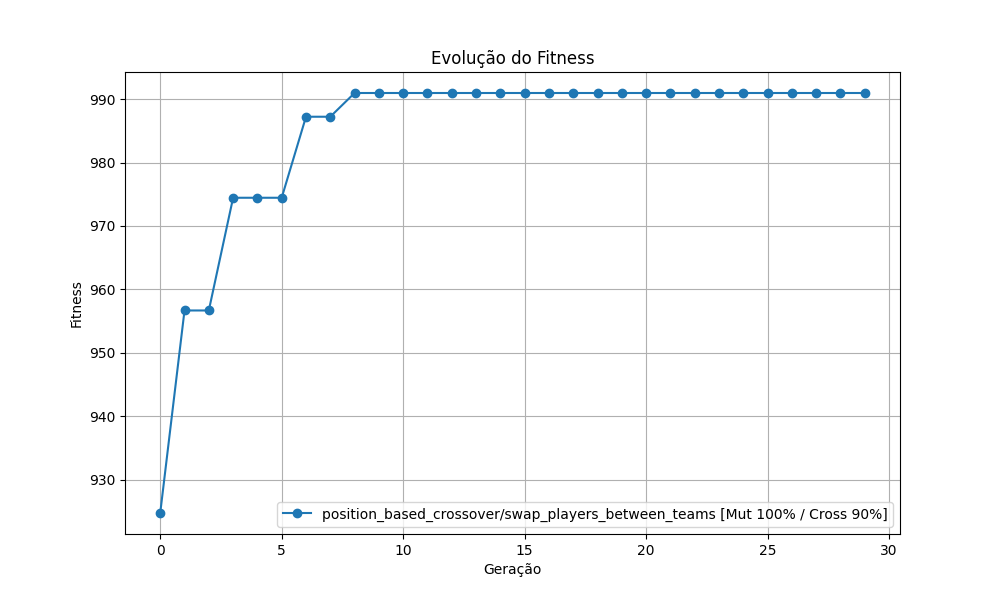 Evolução do Fitness
Fitness
990
980
970
960
950
940
930
position_based_crossover/swap_players_between_teams [Mut 100% / Cross 90%]
0 5 10 15 20 25 30
Geração